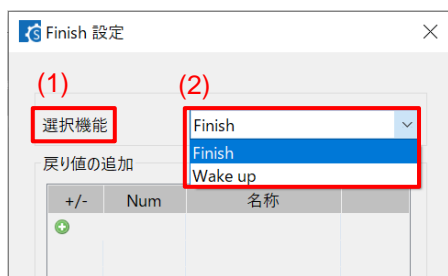 Finish 設定
(1)
(2)
選択機能
Finish
Finish
Wake up
戻り値の追加
+/-
Num
名称